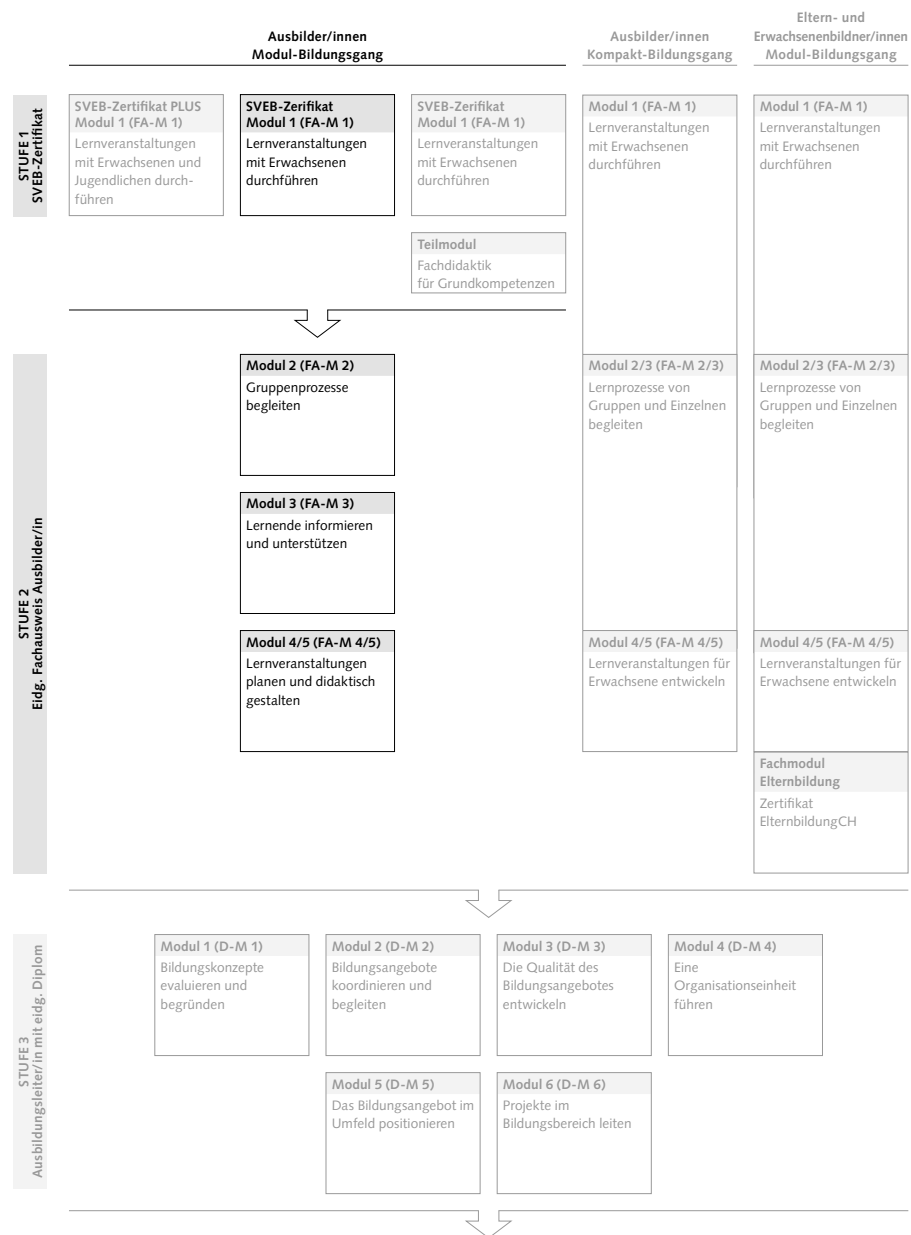 Ausbilder/innen
Modul-Bildungsgang
Ausbilder/innen
Kompakt-Bildungsgang
Eltern- und
Erwachsenenbildner/innen
Modul-Bildungsgang
STUFE 1
SVEB-Zertifikat
SVEB-Zertifikat PLUS
Modul 1 (FA-M 1)
Lernveranstaltungen
mit Erwachsenen und
Jugendlichen durch-
führen
SVEB-Zerifikat
Modul 1 (FA-M 1)
Lernveranstaltungen
mit Erwachsenen
durchführen
SVEB-Zerifikat
Modul 1 (FA-M 1)
Lernveranstaltungen
mit Erwachsenen
durchführen
Modul 1 (FA-M 1)
Lernveranstaltungen
mit Erwachsenen
durchführen
Modul 1 (FA-M 1)
Lernveranstaltungen
mit Erwachsenen
durchführen
Teilmodul
Fachdidaktik
für Grundkompetenzen
STUFE 2
Eidg. Fachausweis Ausbilder/in
Modul 2 (FA-M 2)
Gruppenprozesse
begleiten
Modul 2/3 (FA-M 2/3)
Lernprozesse von
Gruppen und Einzelnen
begleiten
Modul 2/3 (FA-M 2/3)
Lernprozesse von
Gruppen und Einzelnen
begleiten
Modul 3 (FA-M 3)
Lernende informieren
und unterstützen
Modul 4/5 (FA-M 4/5)
Lernveranstaltungen
planen und didaktisch
gestalten
Modul 4/5 (FA-M 4/5)
Lernveranstaltungen für
Erwachsene entwickeln
Modul 4/5 (FA-M 4/5)
Lernveranstaltungen für
Erwachsene entwickeln
Fachmodul
Elternbildung
Zertifikat
ElternbildungCH
STUFE 3
Ausbildungsleiter/in mit eidg. Diplom
Modul 1 (D-M 1)
Bildungskonzepte
evaluieren und
begründen
Modul 2 (D-M 2)
Bildungsangebote
koordinieren und
begleiten
Modul 3 (D-M 3)
Die Qualität des
Bildungsangebotes
entwickeln
Modul 4 (D-M 4)
Eine
Organisationseinheit
führen
Modul 5 (D-M 5)
Das Bildungsangebot im
Umfeld positionieren
Modul 6 (D-M 6)
Projekte im
Bildungsbereich leiten